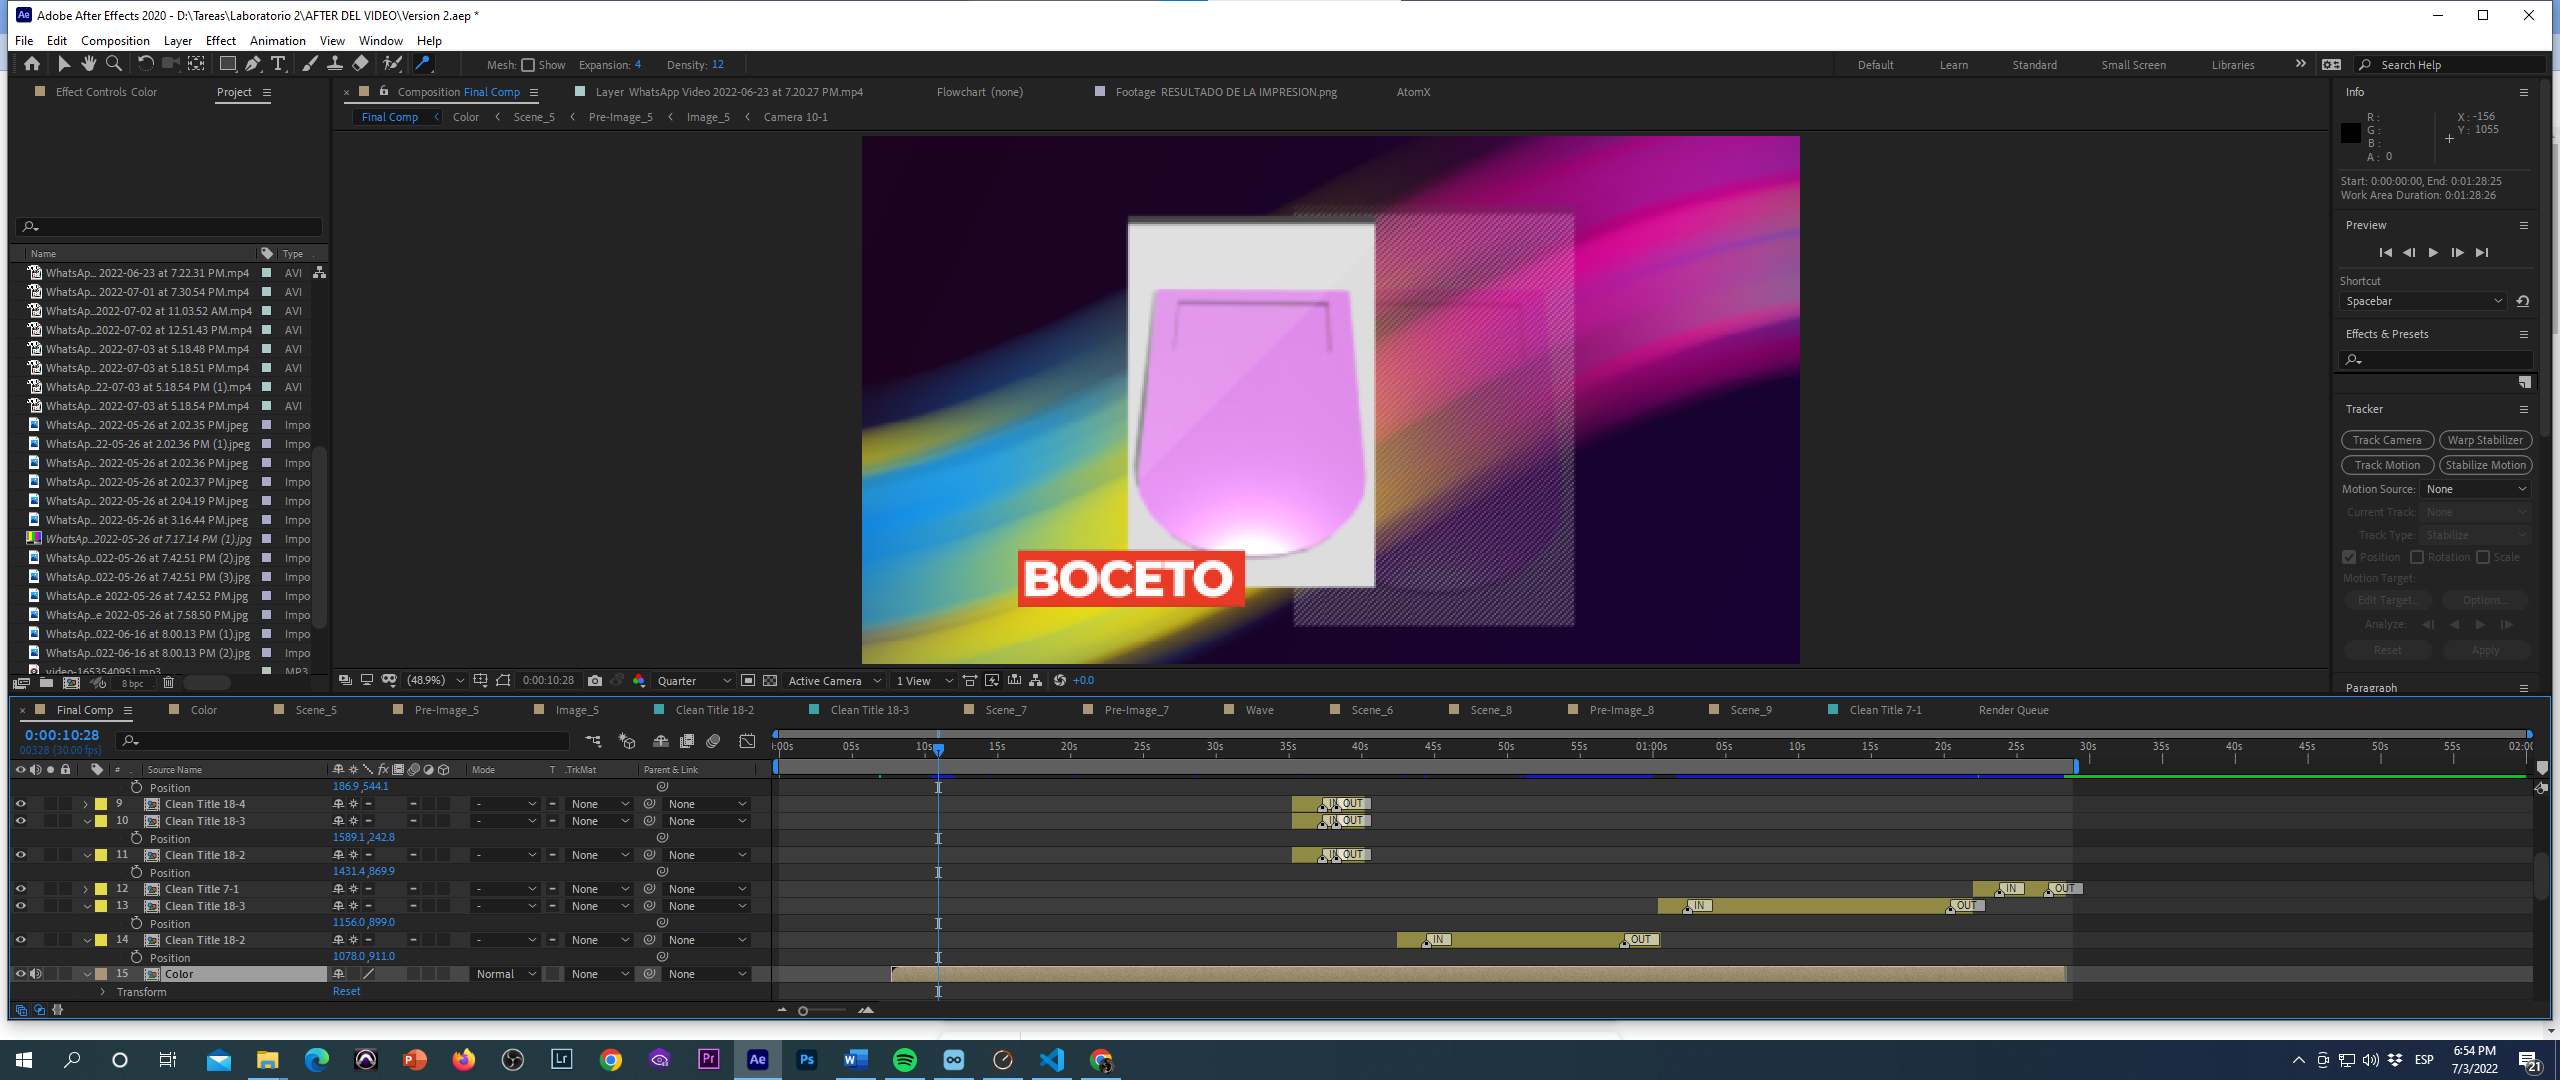 Adobe After Effects 2020 - D:\Tareas\Laboratorio 2\AFTER DEL VIDEO\Version 2.aep *
File Edit Composition Layer Effect Animation View Window Help
Mesh: Show Expansion: 4 Density: 12
Default Learn Standard Small Screen Libraries Search Help
Effect Controls Color Project
Composition Final Comp Layer WhatsApp Video 2022-06-23 at 7.20.27 PM.mp4 Flowchart (none) Footage RESULTADO DE LA IMPRESION.png AtomX
Final Comp Color Scene_5 Pre-Image_5 Image_5 Camera 10-1
Name Type
WhatsAp... 2022-06-23 at 7.22.31 PM.mp4 AVI
WhatsAp... 2022-07-01 at 7.30.54 PM.mp4 AVI
WhatsAp...2022-07-02 at 11.03.52 AM.mp4 AVI
WhatsAp...2022-07-02 at 12.51.43 PM.mp4 AVI
WhatsAp... 2022-07-03 at 5.18.48 PM.mp4 AVI
WhatsAp... 2022-07-03 at 5.18.51 PM.mp4 AVI
WhatsAp...22-07-03 at 5.18.54 PM (1).mp4 AVI
WhatsAp... 2022-07-03 at 5.18.54 PM.mp4 AVI
WhatsAp... 2022-05-26 at 2.02.35 PM.jpeg Impo
WhatsAp...22-05-26 at 2.02.36 PM (1).jpeg Impo
WhatsAp... 2022-05-26 at 2.02.36 PM.jpeg Impo
WhatsAp... 2022-05-26 at 2.02.37 PM.jpeg Impo
WhatsAp... 2022-05-26 at 2.04.19 PM.jpeg Impo
WhatsAp... 2022-05-26 at 3.16.44 PM.jpeg Impo
WhatsAp...2022-05-26 at 7.17.14 PM (1).jpg Impo
WhatsAp...022-05-26 at 7.42.51 PM (2).jpg Impo
WhatsAp...022-05-26 at 7.42.51 PM (3).jpg Impo
WhatsAp...e 2022-05-26 at 7.42.52 PM.jpg Impo
WhatsAp...e 2022-05-26 at 7.58.50 PM.jpg Impo
WhatsAp...022-06-16 at 8.00.13 PM (1).jpg Impo
WhatsAp...022-06-16 at 8.00.13 PM (2).jpg Impo
video-1653540951.mp3 MP3
8 bpc
BOCETO
(48.9%) 0:00:10:28 Quarter Active Camera 1 View +0.0
Info
R :
G :
B :
A : 0
X : -156
Y : 1055
Start: 0:00:00:00, End: 0:01:28:25
Work Area Duration: 0:01:28:26
Preview
Shortcut
Spacebar
Effects & Presets
Tracker
Track Camera Warp Stabilizer
Track Motion Stabilize Motion
Motion Source: None
Current Track: None
Track Type: Stabilize
Position Rotation Scale
Motion Target:
Edit Target... Options...
Analyze:
Reset Apply
Paragraph
Final Comp Color Scene_5 Pre-Image_5 Image_5 Clean Title 18-2 Clean Title 18-3 Scene_7 Pre-Image_7 Wave Scene_6 Scene_8 Pre-Image_8 Scene_9 Clean Title 7-1 Render Queue
0:00:10:28
00328 (30.00 fps)
:00s 05s 10s 15s 20s 25s 30s 35s 40s 45s 50s 55s 01:00s 05s 10s 15s 20s 25s 30s 35s 40s 45s 50s 55s 02:00
# Source Name Mode T .TrkMat Parent & Link
Position 186.9,544.1
9 Clean Title 18-4 - None None IN OUT
10 Clean Title 18-3 - None None IN OUT
Position 1589.1,242.8
11 Clean Title 18-2 - None None IN OUT
Position 1431.4,869.9
12 Clean Title 7-1 - None None IN OUT
13 Clean Title 18-3 - None None IN OUT
Position 1156.0,899.0
14 Clean Title 18-2 - None None IN OUT
Position 1078.0,911.0
15 Color Normal None None
Transform Reset
ESP
6:54 PM
7/3/2022
21